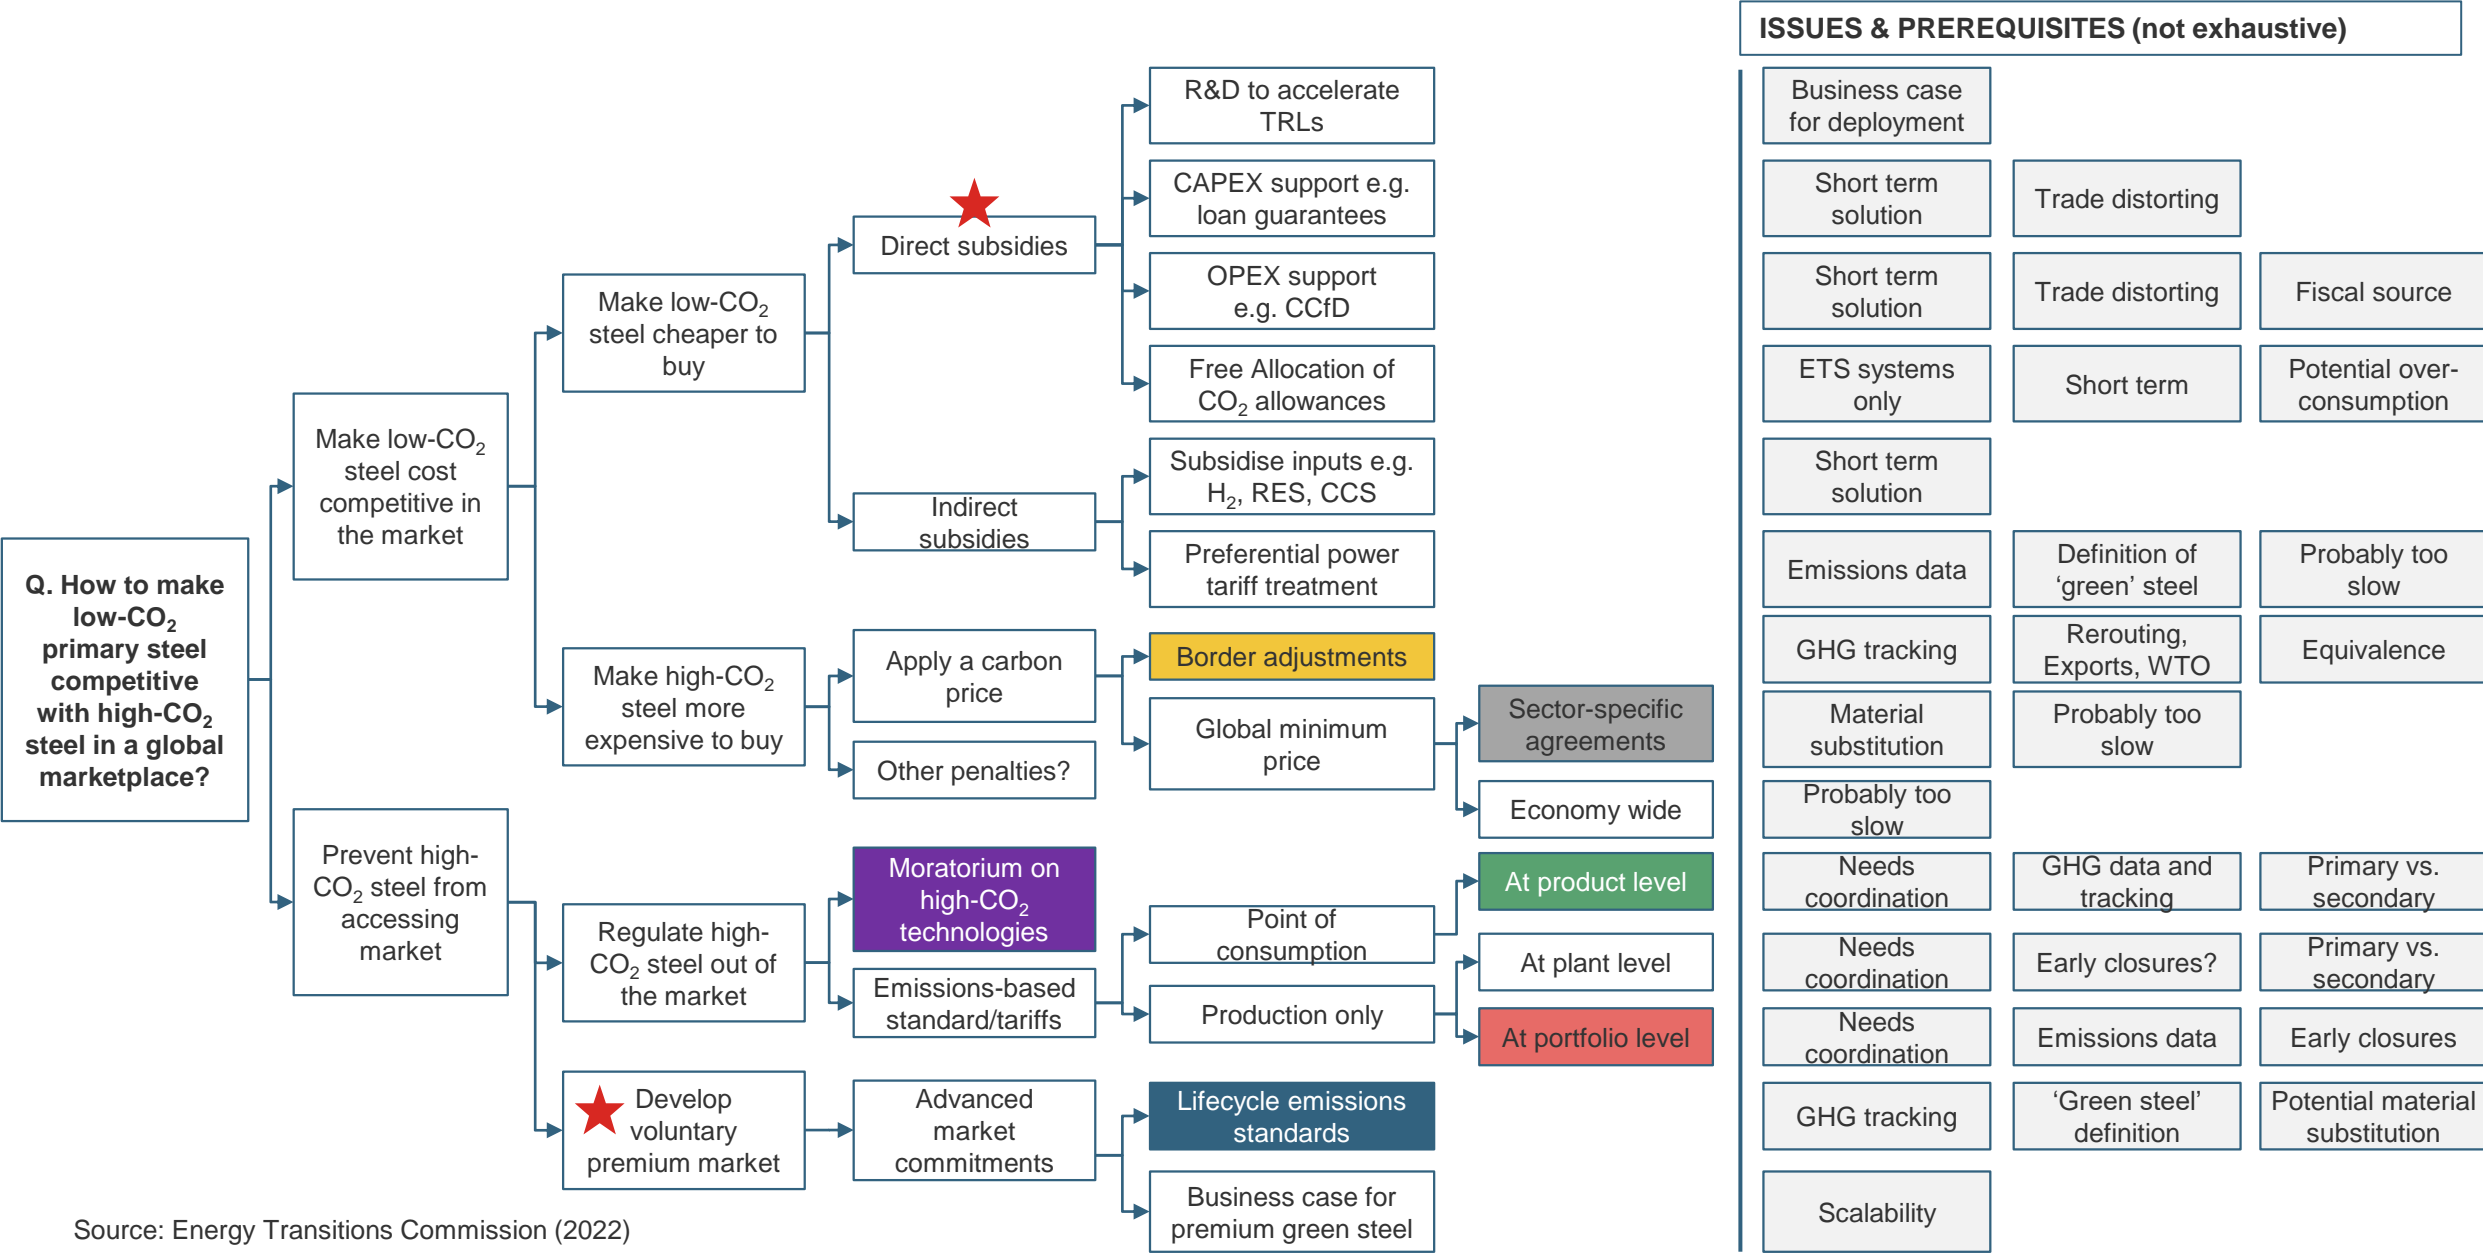 ISSUES & PREREQUISITES (not exhaustive)
Q. How to make
low-CO₂
primary steel
competitive
with high-CO₂
steel in a global
marketplace?
Make low-CO₂
steel cost
competitive in
the market
Prevent high-
CO₂ steel from
accessing
market
Make low-CO₂
steel cheaper to
buy
Make high-CO₂
steel more
expensive to buy
Regulate high-
CO₂ steel out of
the market
Develop
voluntary
premium market
Direct subsidies
Indirect
subsidies
Apply a carbon
price
Other penalties?
Moratorium on
high-CO₂
technologies
Emissions-based
standard/tariffs
Advanced
market
commitments
R&D to accelerate
TRLs
CAPEX support e.g.
loan guarantees
OPEX support
e.g. CCfD
Free Allocation of
CO₂ allowances
Subsidise inputs e.g.
H₂, RES, CCS
Preferential power
tariff treatment
Border adjustments
Global minimum
price
Point of
consumption
Production only
Lifecycle emissions
standards
Business case for
premium green steel
Sector-specific
agreements
Economy wide
At product level
At plant level
At portfolio level
Business case
for deployment
Short term
solution
Trade distorting
Short term
solution
Trade distorting
Fiscal source
ETS systems
only
Short term
Potential over-
consumption
Short term
solution
Emissions data
Definition of
‘green’ steel
Probably too
slow
GHG tracking
Rerouting,
Exports, WTO
Equivalence
Material
substitution
Probably too
slow
Probably too
slow
Needs
coordination
GHG data and
tracking
Primary vs.
secondary
Needs
coordination
Early closures?
Primary vs.
secondary
Needs
coordination
Emissions data
Early closures
GHG tracking
‘Green steel’
definition
Potential material
substitution
Scalability
Source: Energy Transitions Commission (2022)